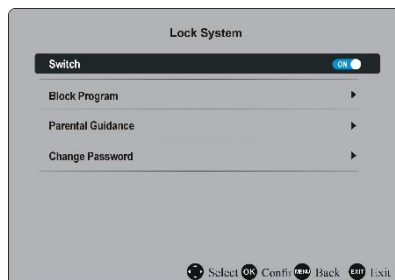 Lock System
Switch ON
Block Program
Parental Guidance
Change Password
Select OK Confir MENU Back EXIT Exit